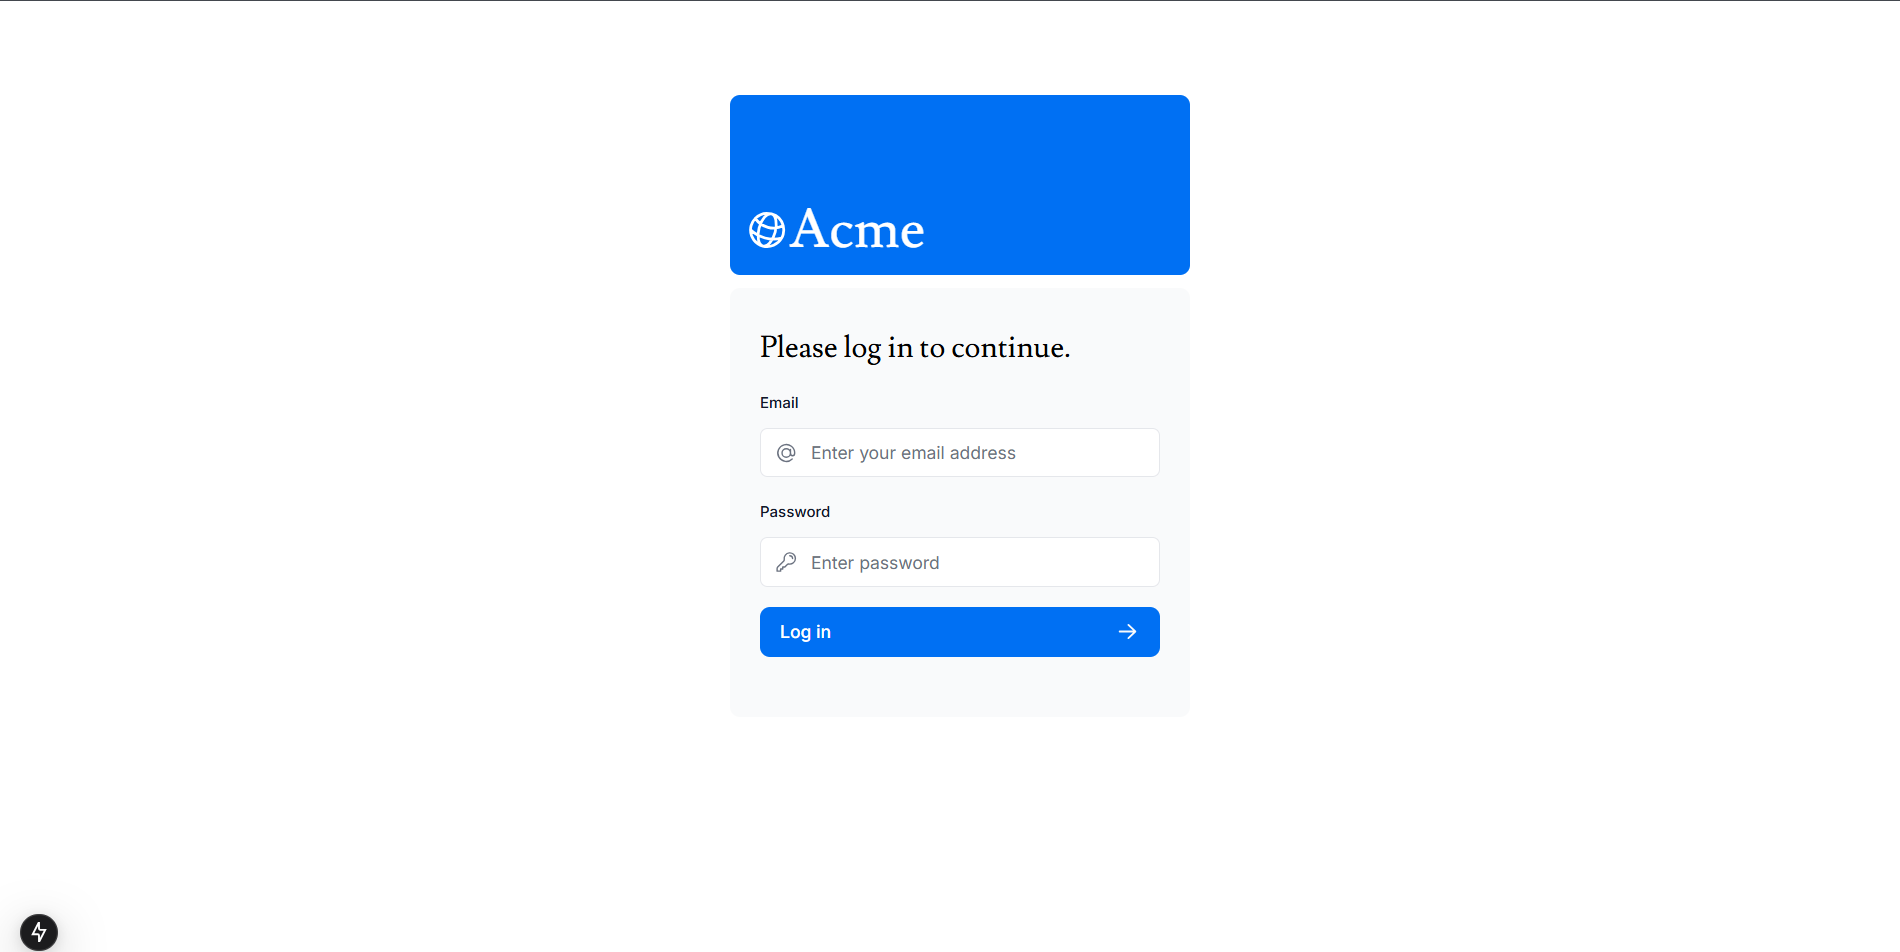 Acme
Please log in to continue.
Email
Enter your email address
Password
Enter password
Log in